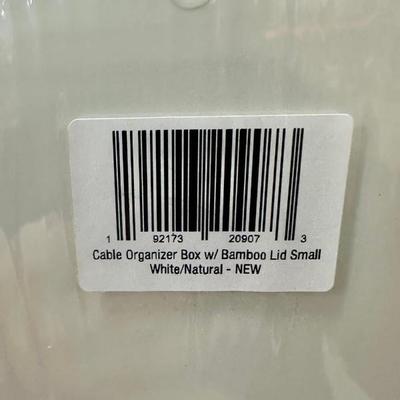 1 92173 20907 3
Cable Organizer Box w/ Bamboo Lid Small
White/Natural - NEW